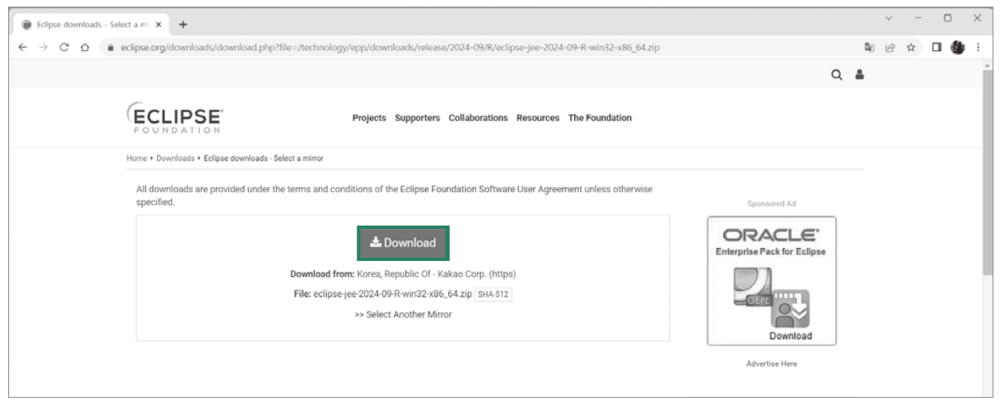 Eclipse downloads - Select a mi
eclipse.org/downloads/download.php?file=/technology/epp/downloads/release/2024-09/R/eclipse-jee-2024-09-R-win32-x86_64.zip
ECLIPSE
FOUNDATION
Projects Supporters Collaborations Resources The Foundation
Home Downloads Eclipse downloads - Select a mirror
All downloads are provided under the terms and conditions of the Eclipse Foundation Software User Agreement unless otherwise
specified.
Download
Download from: Korea, Republic Of - Kakao Corp. (https)
File: eclipse-jee-2024-09-R-win32-x86_64.zip SHA-512
>> Select Another Mirror
Sponsored Ad
ORACLE
Enterprise Pack for Eclipse
OEPE
Download
Advertise Here